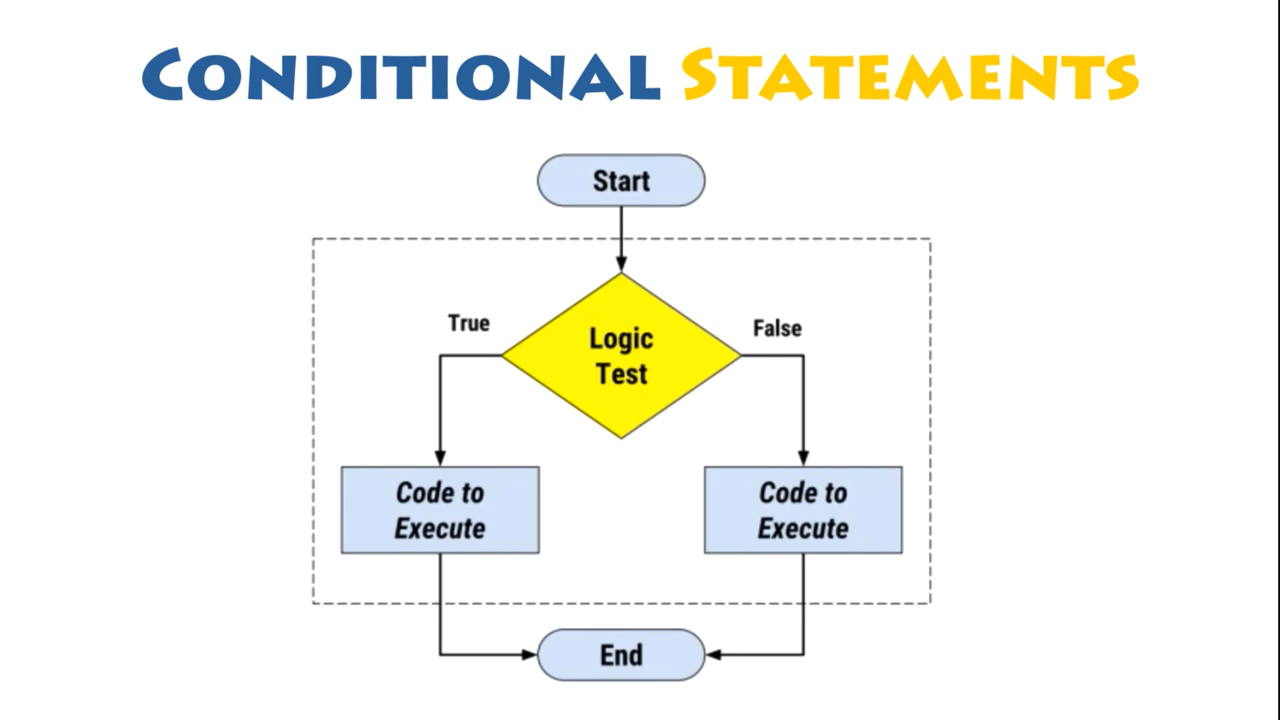 CONDITIONAL STATEMENTS
Start
True
False
Logic
Test
Code to
Execute
Code to
Execute
End